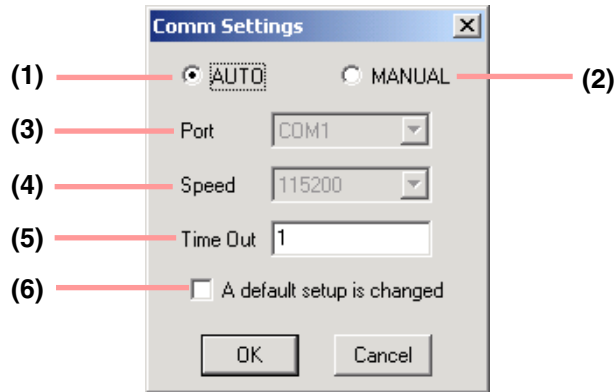 Comm Settings
(1) AUTO MANUAL (2)
(3) Port COM1
(4) Speed 115200
(5) Time Out 1
(6) A default setup is changed
OK Cancel